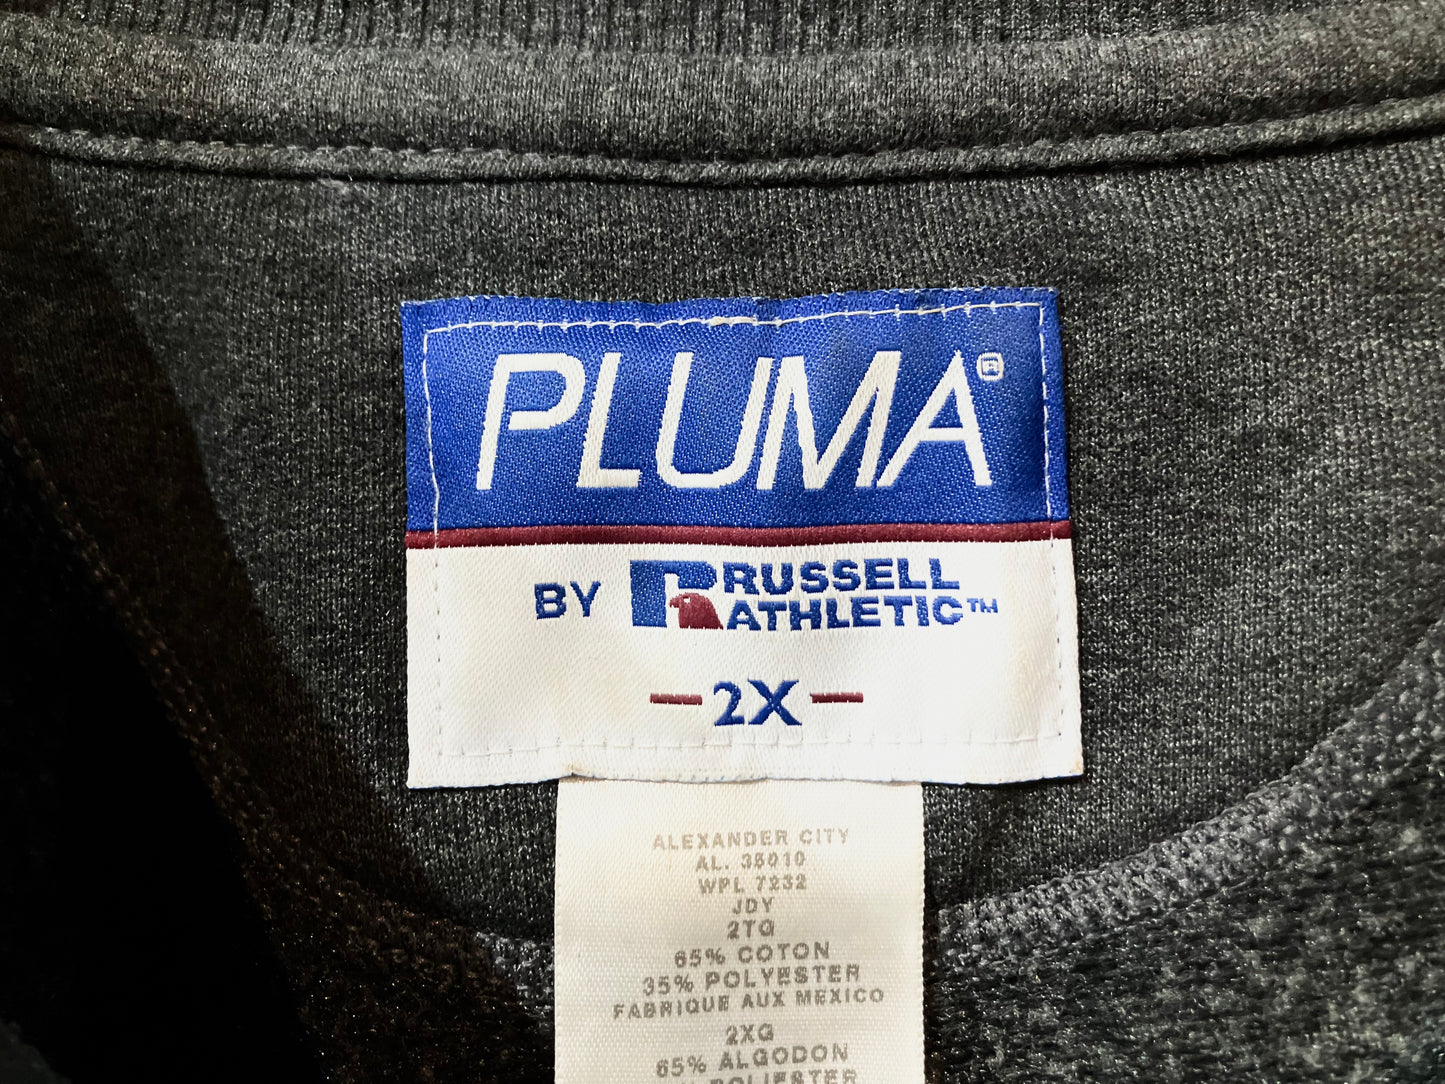 PLUMA®
BY RUSSELL
ATHLETIC™
2X
ALEXANDER CITY
AL. 35010
WPL 7232
JDY
2TG
65% COTON
35% POLYESTER
FABRIQUE AUX MEXICO
2XG
65% ALGODON
POLIESTER